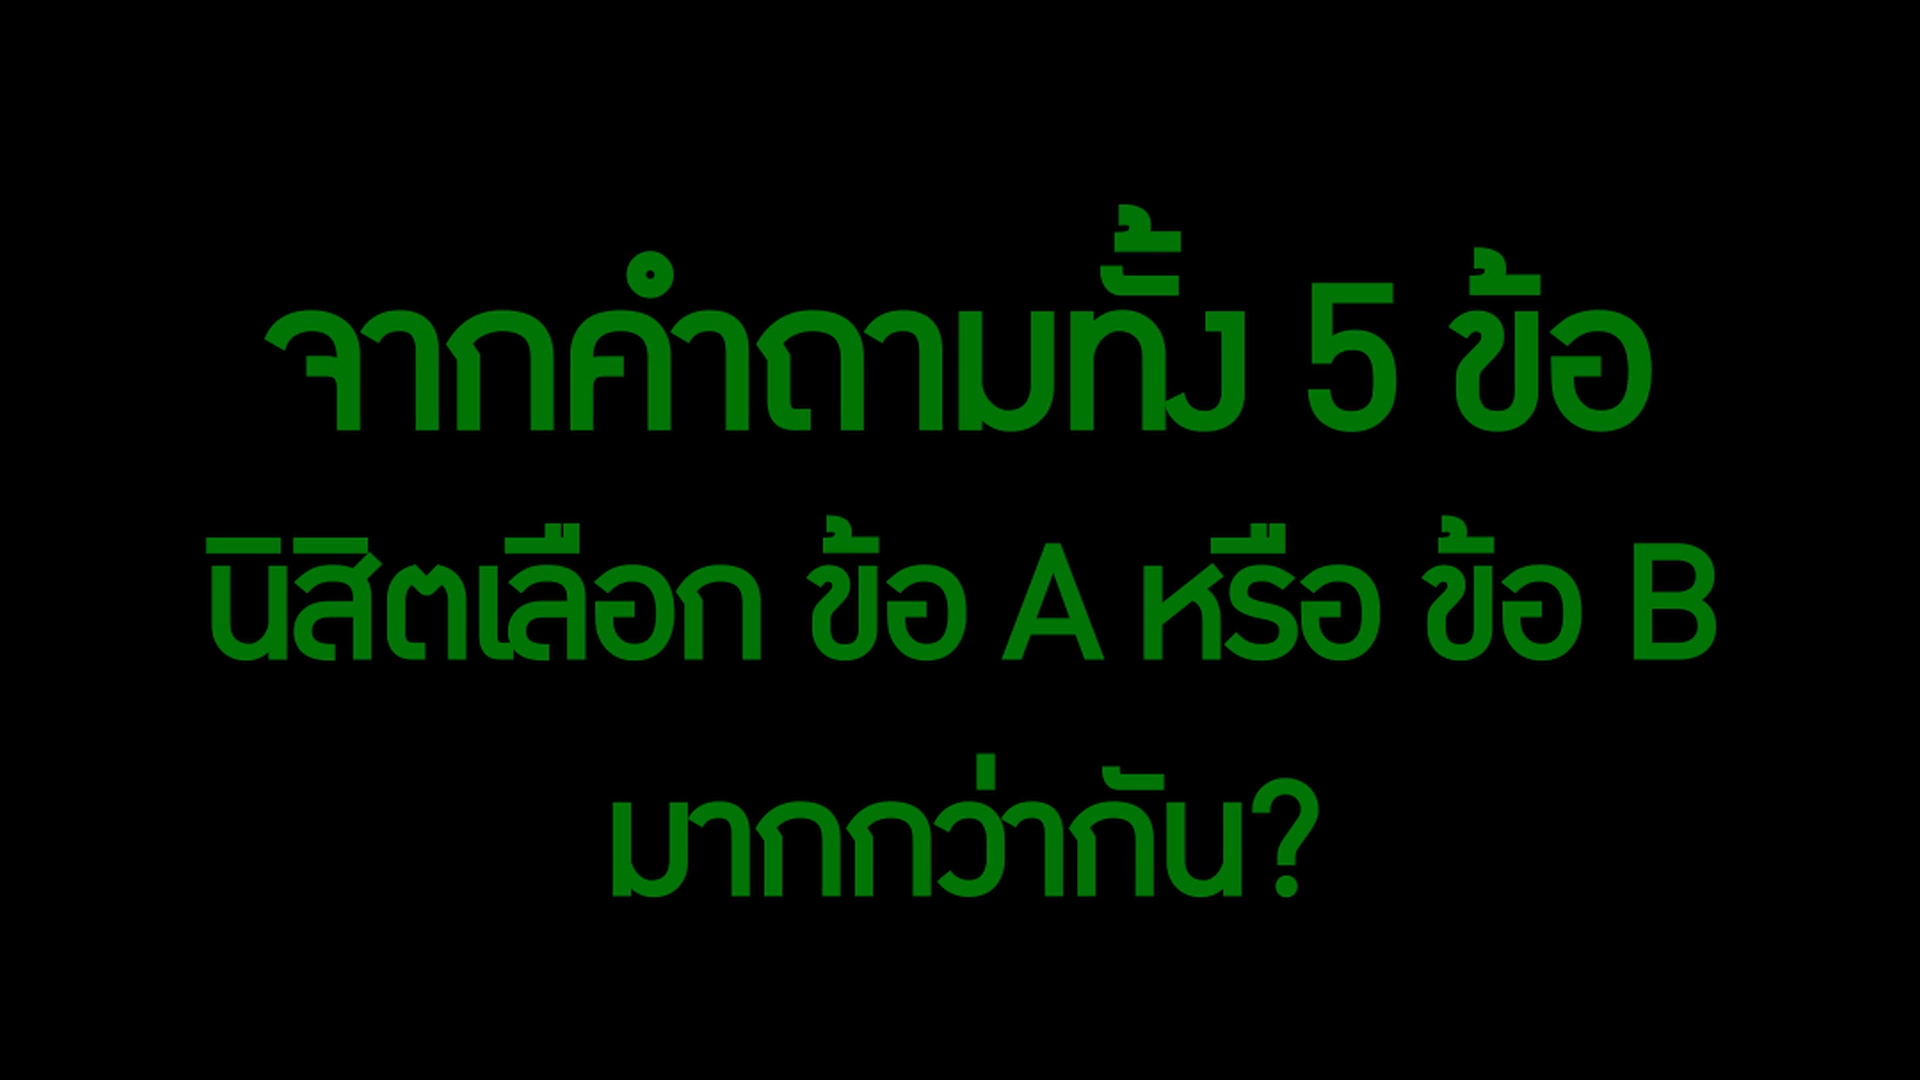 จากคำถามทั้ง 5 ข้อ
นิสิตเลือก ข้อ A หรือ ข้อ B
มากกว่ากัน?